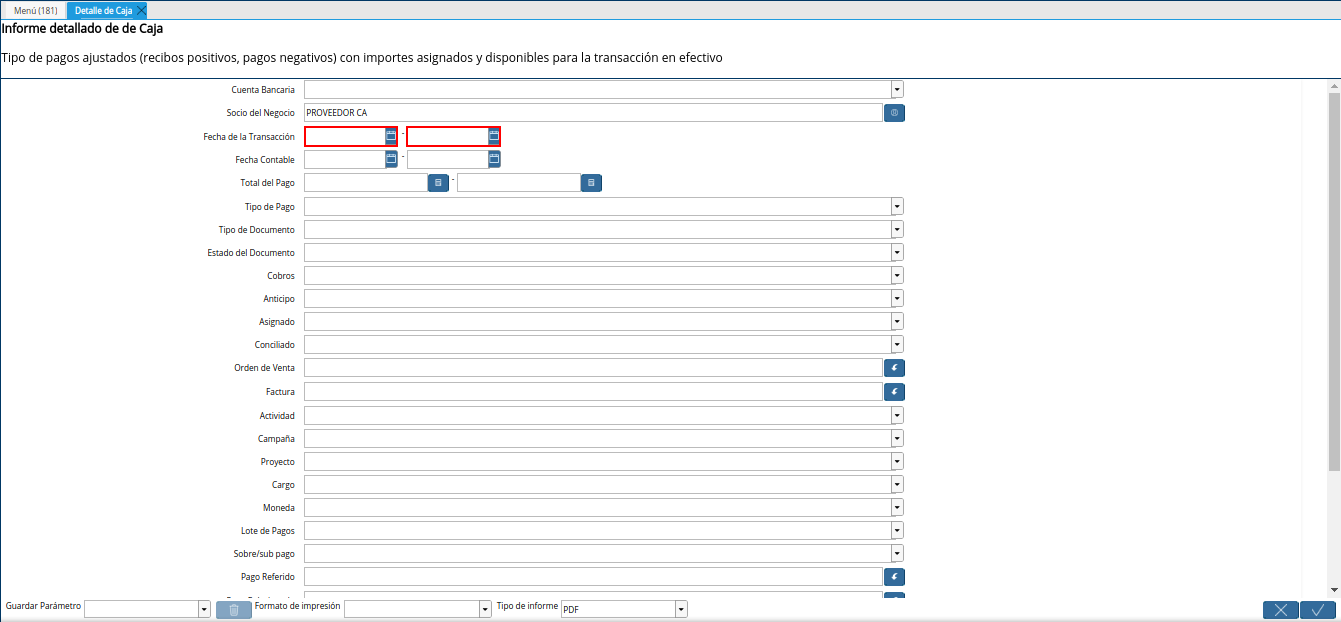 Menú (181) Detalle de Caja
Informe detallado de de Caja
Tipo de pagos ajustados (recibos positivos, pagos negativos) con importes asignados y disponibles para la transacción en efectivo
Cuenta Bancaria
Socio del Negocio PROVEEDOR CA
Fecha de la Transacción -
Fecha Contable -
Total del Pago -
Tipo de Pago
Tipo de Documento
Estado del Documento
Cobros
Anticipo
Asignado
Conciliado
Orden de Venta
Factura
Actividad
Campaña
Proyecto
Cargo
Moneda
Lote de Pagos
Sobre/sub pago
Pago Referido
Guardar Parámetro Formato de impresión Tipo de informe PDF